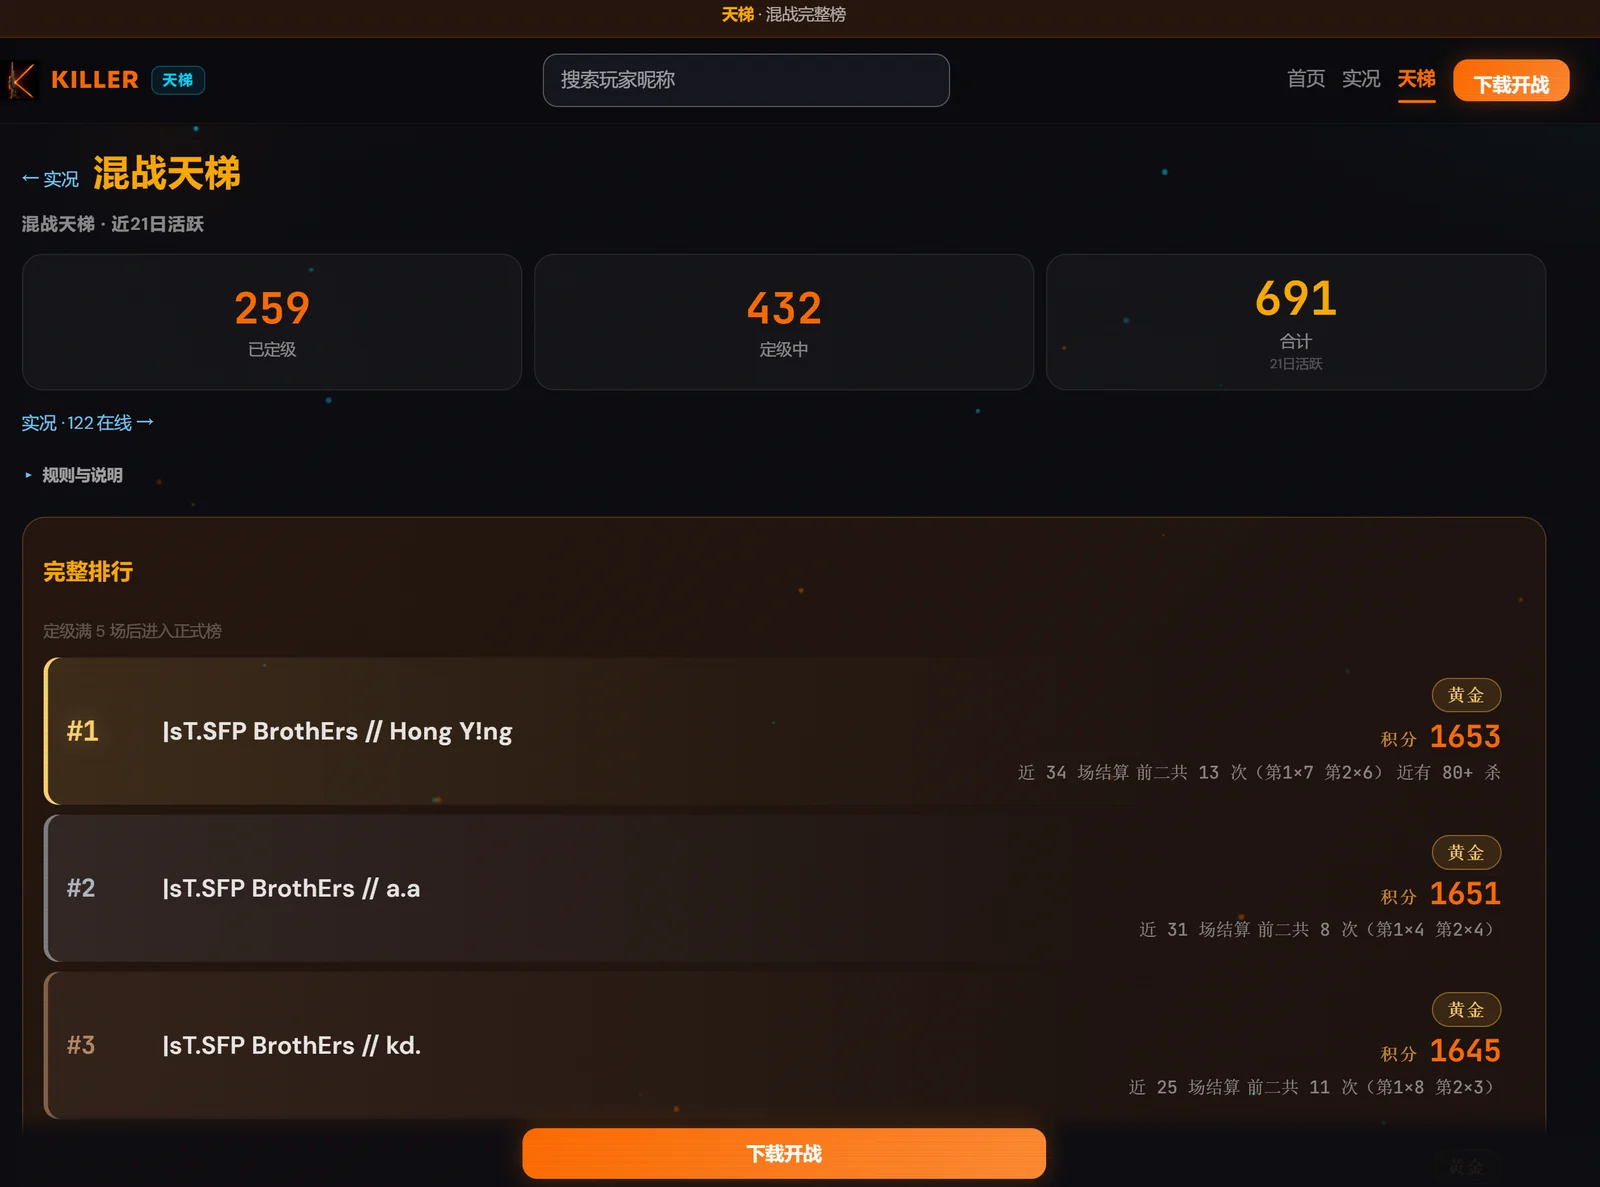 天梯 · 混战完整榜
KILLER 天梯 搜索玩家昵称 首页 实况 天梯 下载开战
← 实况 混战天梯
混战天梯 · 近21日活跃
259
已定级
432
定级中
691
合计
21日活跃
实况 · 122 在线 →
▸ 规则与说明
完整排行
定级满 5 场后进入正式榜
#1 |sT.SFP BrothErs // Hong Y!ng
黄金
积分 1653
近 34 场结算 前二共 13 次（第1×7 第2×6） 近有 80+ 杀
#2 |sT.SFP BrothErs // a.a
黄金
积分 1651
近 31 场结算 前二共 8 次（第1×4 第2×4）
#3 |sT.SFP BrothErs // kd.
黄金
积分 1645
近 25 场结算 前二共 11 次（第1×8 第2×3）
下载开战
黄金